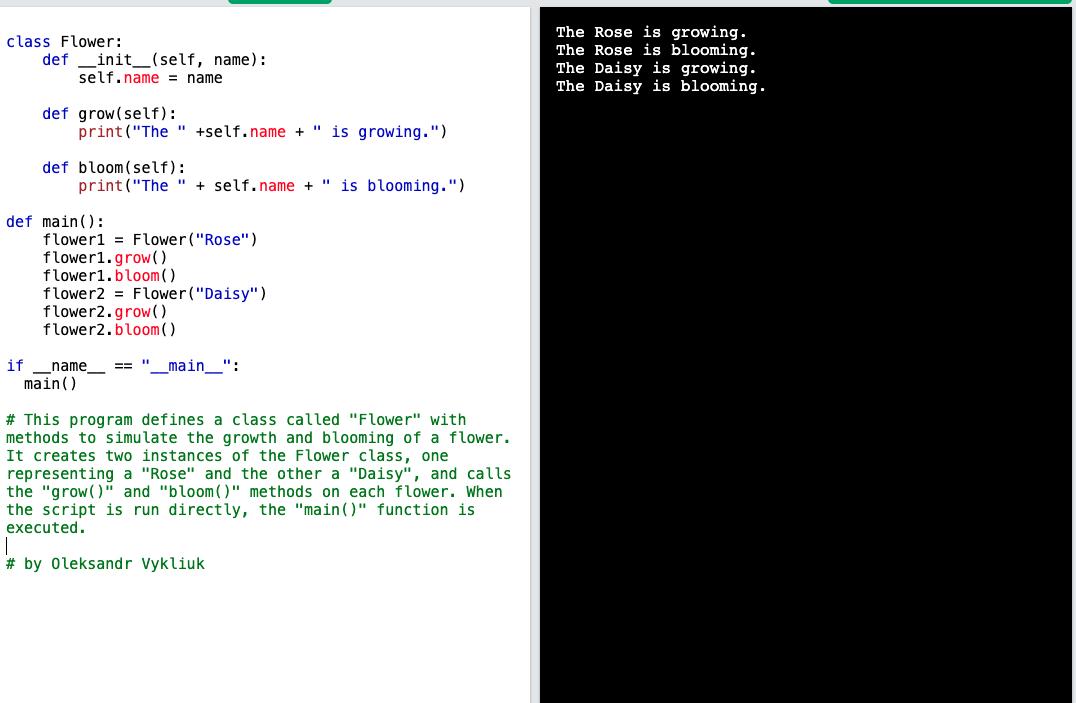 class Flower:
    def __init__(self, name):
        self.name = name
    def grow(self):
        print("The " +self.name + " is growing.")
    def bloom(self):
        print("The " + self.name + " is blooming.")
def main():
    flower1 = Flower("Rose")
    flower1.grow()
    flower1.bloom()
    flower2 = Flower("Daisy")
    flower2.grow()
    flower2.bloom()
if __name__ == "__main__":
  main()
# This program defines a class called "Flower" with
methods to simulate the growth and blooming of a flower.
It creates two instances of the Flower class, one
representing a "Rose" and the other a "Daisy", and calls
the "grow()" and "bloom()" methods on each flower. When
the script is run directly, the "main()" function is
executed.
# by Oleksandr Vykliuk
The Rose is growing.
The Rose is blooming.
The Daisy is growing.
The Daisy is blooming.